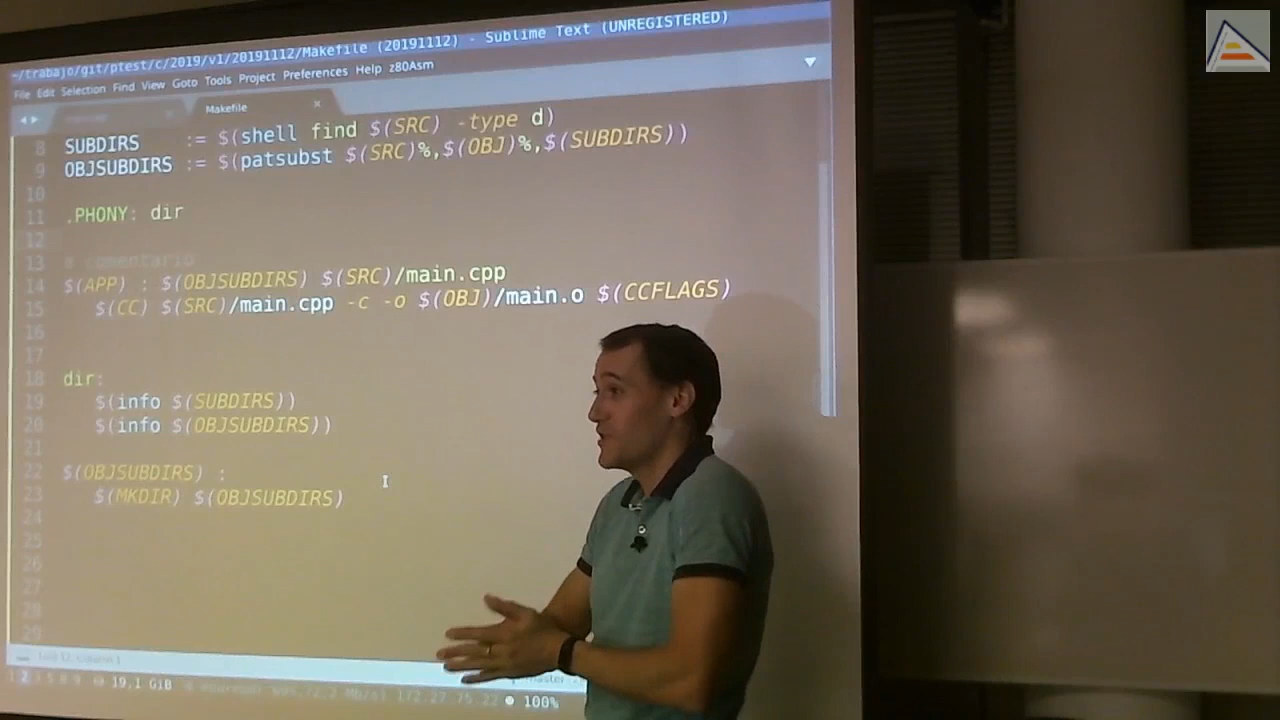 ~/trabajo/git/ptest/c/2019/v1/20191112/Makefile (20191112) - Sublime Text (UNREGISTERED)
File Edit Selection Find View Goto Tools Project Preferences Help z80Asm
Makefile
8 SUBDIRS := $(shell find $(SRC) -type d)
9 OBJSUBDIRS := $(patsubst $(SRC)%,$(OBJ)%,$(SUBDIRS))
10
11 .PHONY: dir
12
13 # comentario
14 $(APP) : $(OBJSUBDIRS) $(SRC)/main.cpp
15 $(CC) $(SRC)/main.cpp -c -o $(OBJ)/main.o $(CCFLAGS)
16
17
18 dir:
19 $(info $(SUBDIRS))
20 $(info $(OBJSUBDIRS))
21
22 $(OBJSUBDIRS) :
23 $(MKDIR) $(OBJSUBDIRS)
24
25
26
27
28
29
19,1 GiB 172.27.75.22 100%